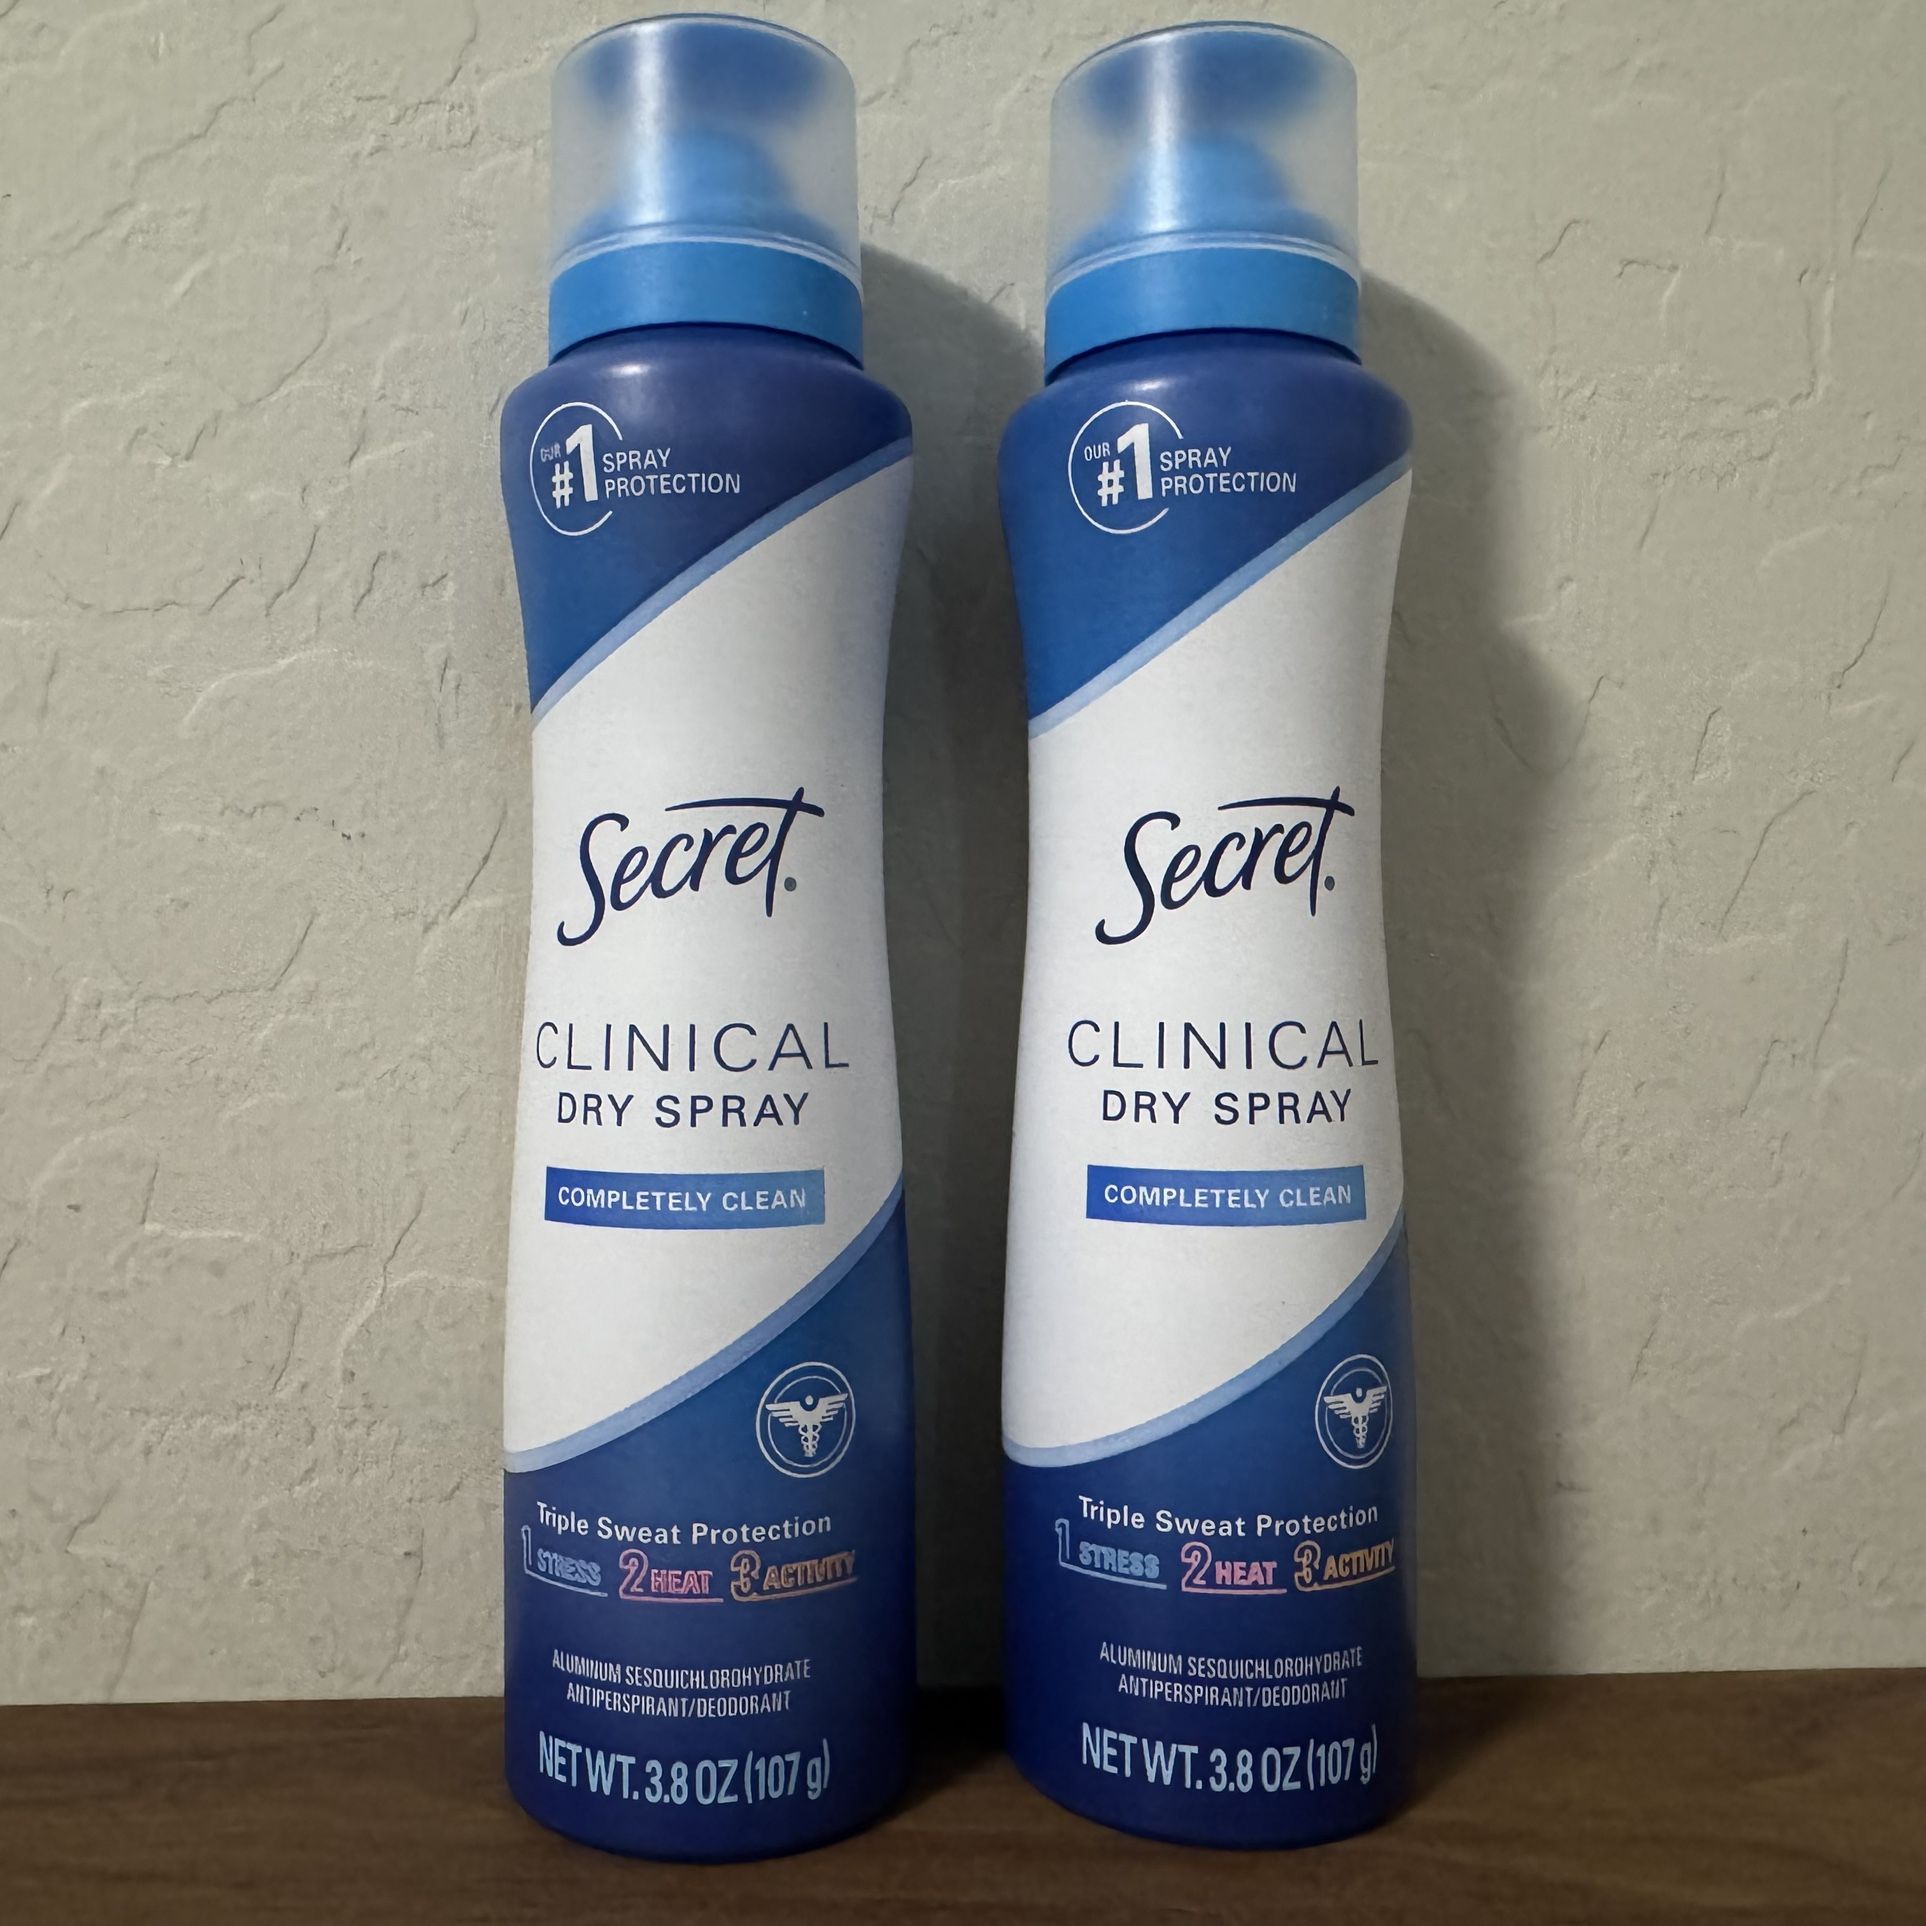 OUR
#1 SPRAY
PROTECTION
Secret
CLINICAL
DRY SPRAY
COMPLETELY CLEAN
Triple Sweat Protection
1 STRESS 2 HEAT 3 ACTIVITY
ALUMINUM SESQUICHLOROHYDRATE
ANTIPERSPIRANT/DEODORANT
NET WT. 3.8 OZ (107 g)
OUR
#1 SPRAY
PROTECTION
Secret
CLINICAL
DRY SPRAY
COMPLETELY CLEAN
Triple Sweat Protection
1 STRESS 2 HEAT 3 ACTIVITY
ALUMINUM SESQUICHLOROHYDRATE
ANTIPERSPIRANT/DEODORANT
NET WT. 3.8 OZ (107 g)